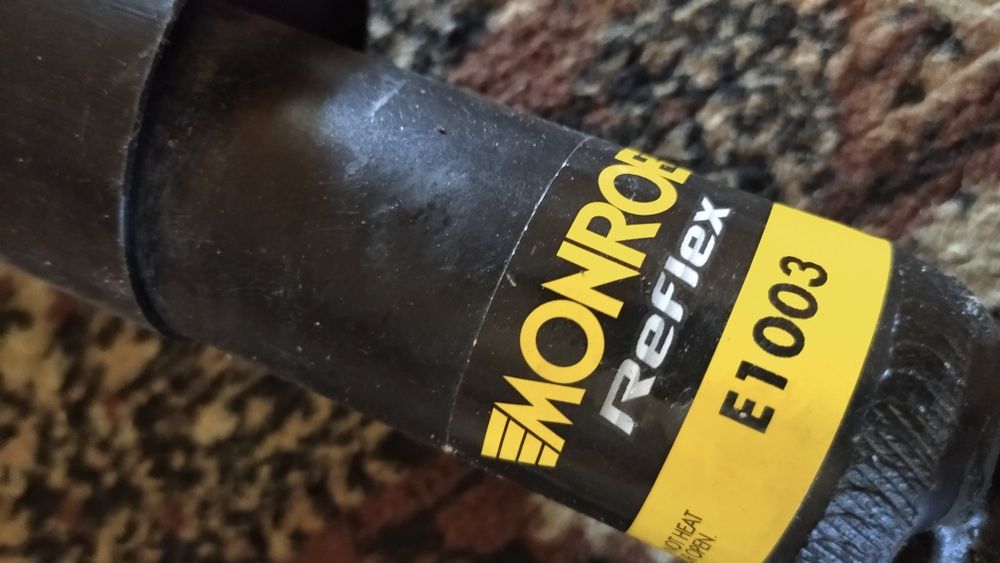 MONROE
ReFlex
E1003
NOT HEAT
OPEN.